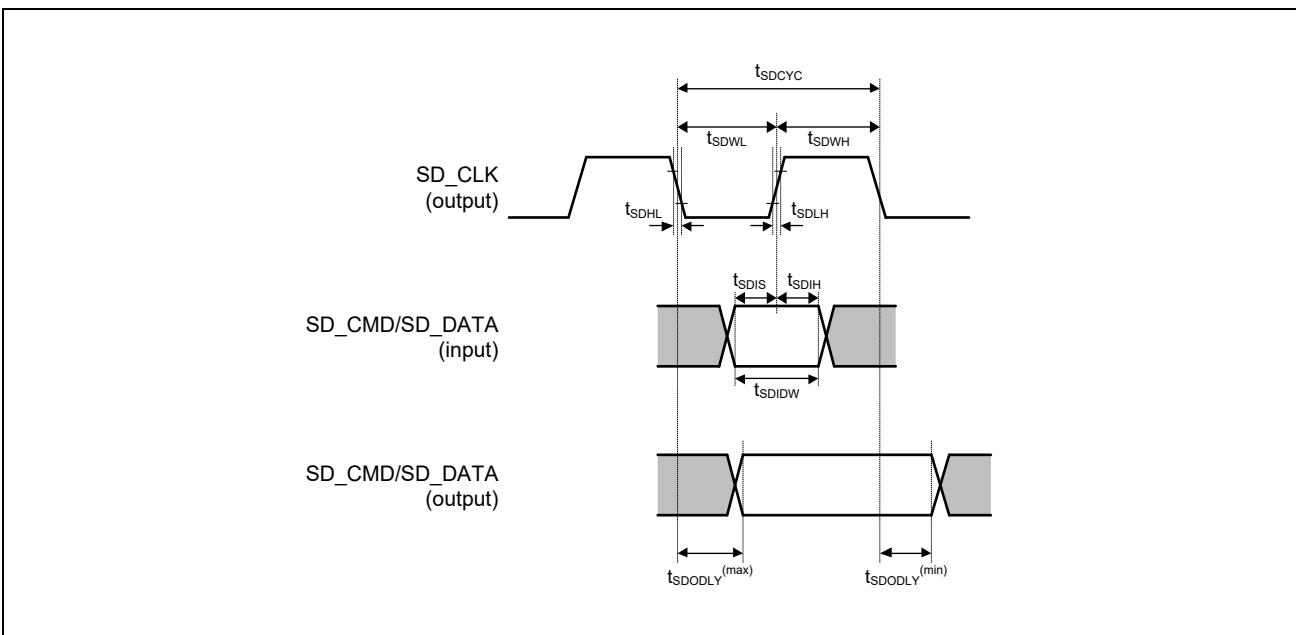 tSDCYC
tSDWL
tSDWH
SD_CLK
(output)
tSDHL
tSDLH
tSDIS
tSDIH
SD_CMD/SD_DATA
(input)
tSDIDW
SD_CMD/SD_DATA
(output)
tSDODLY(max)
tSDODLY(min)